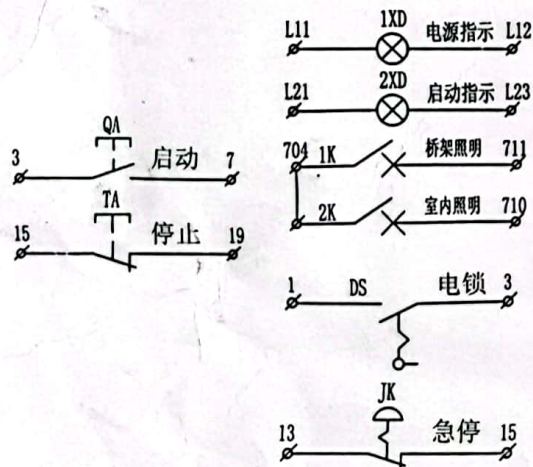 L11 1XD 电源指示 L12
L21 2XD 启动指示 L23
QA
3 启动 7
TA
15 停止 19
704 1K 桥架照明 711
2K 室内照明 710
1 DS 电锁 3
JK
13 急停 15